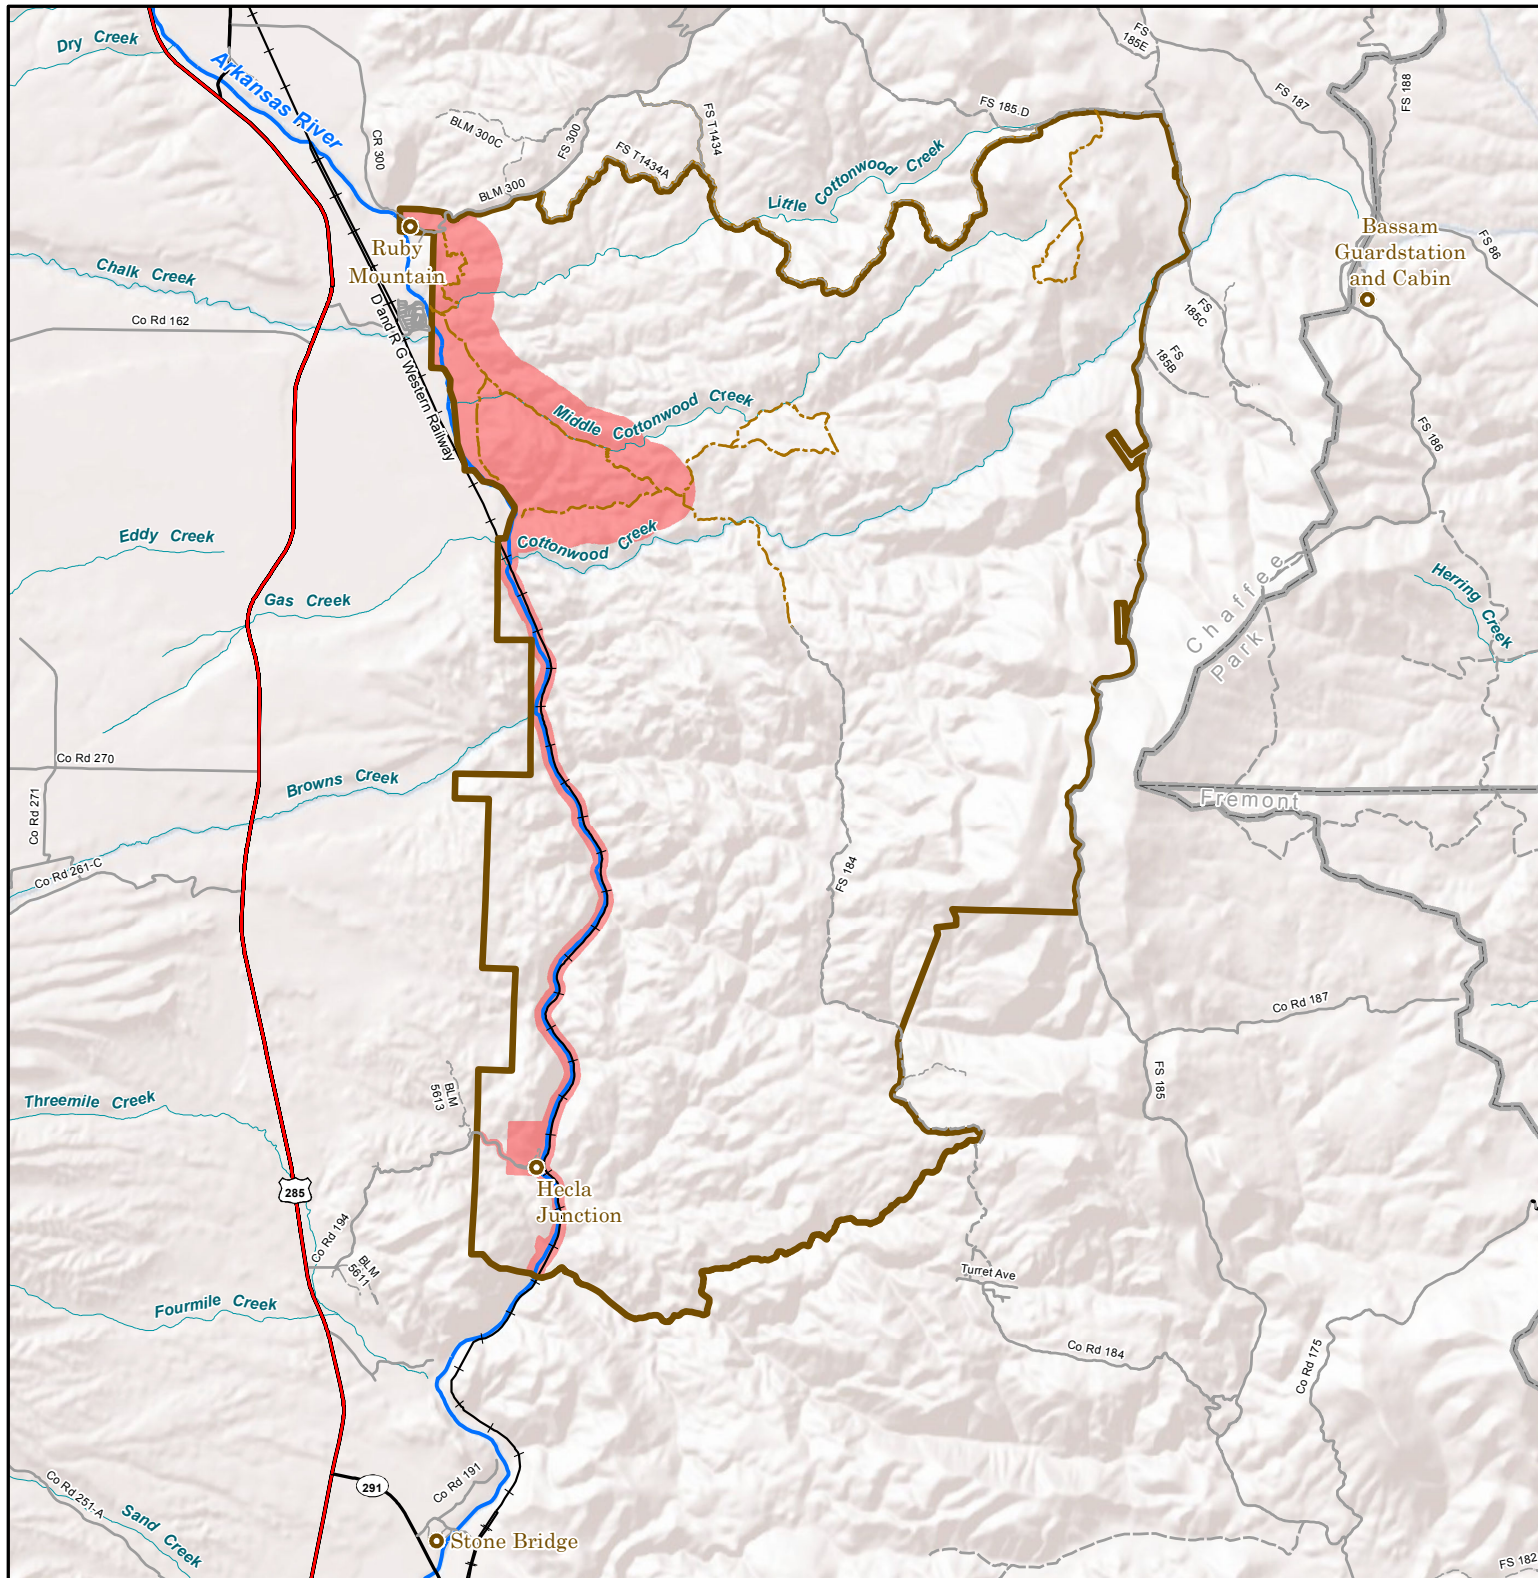 Dry Creek
Arkansas River
FS
185E
FS 187
FS 188
CR 300
BLM 300C
FS 300
FS T1434
FS T1434A
FS 185.D
BLM 300
Little Cottonwood Creek
Ruby
Mountain
Bassam
Guardstation
and Cabin
FS 86
Chalk Creek
Co Rd 162
D and R G Western Railway
FS
185C
FS
185B
Middle Cottonwood Creek
FS 186
Eddy Creek
Cottonwood Creek
Gas Creek
Herring Creek
Chaffee
Park
Co Rd 270
Browns Creek
Fremont
Co Rd 271
Co Rd 261-C
FS 184
Co Rd 187
BLM
5613
FS 185
Threemile Creek
285
Hecla
Junction
Co Rd 194
BLM
5611
Turret Ave
Fourmile Creek
Co Rd 184
Co Rd 175
291
Co Rd 191
Co Rd 251-A
Sand Creek
Stone Bridge
FS 182